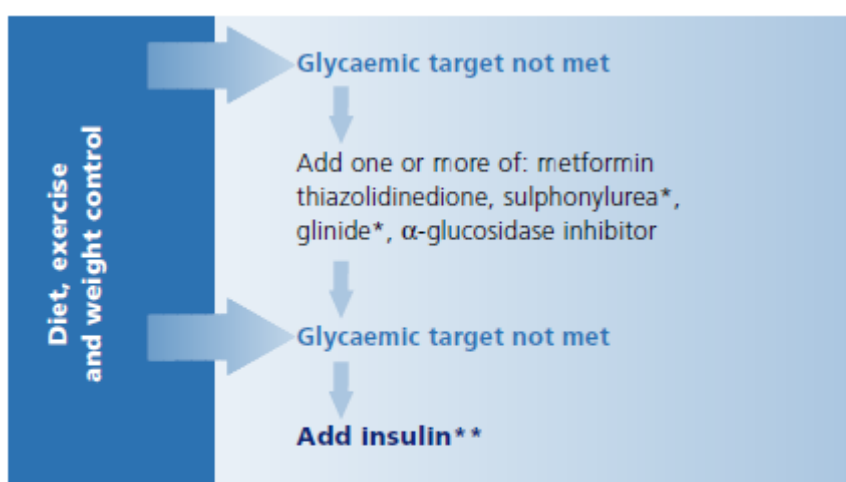 Diet, exercise
and weight control
Glycaemic target not met
Add one or more of: metformin
thiazolidinedione, sulphonylurea*,
glinide*, α-glucosidase inhibitor
Glycaemic target not met
Add insulin**